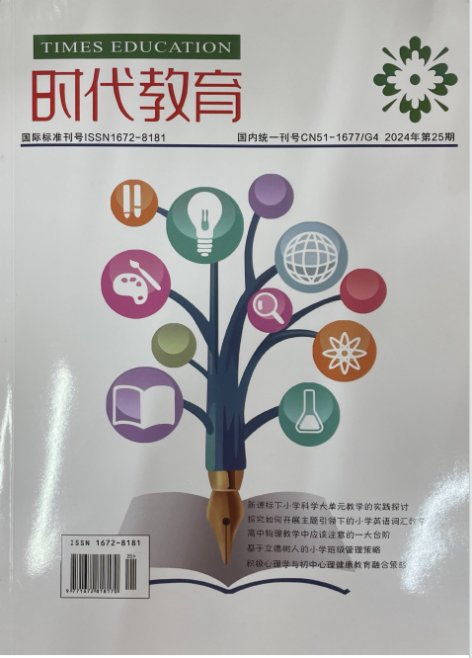 TIMES EDUCATION
时代教育
国际标准刊号ISSN1672-8181
国内统一刊号CN51-1677/G4 2024年第25期
新课标下小学科学大单元教学的实践探讨
探究如何开展主题引领下的小学英语词汇教学
高中物理教学中应该注意的一大台阶
基于立德树人的小学班级管理策略
积极心理学与初中心理健康教育融合策略
ISSN 1672-8181